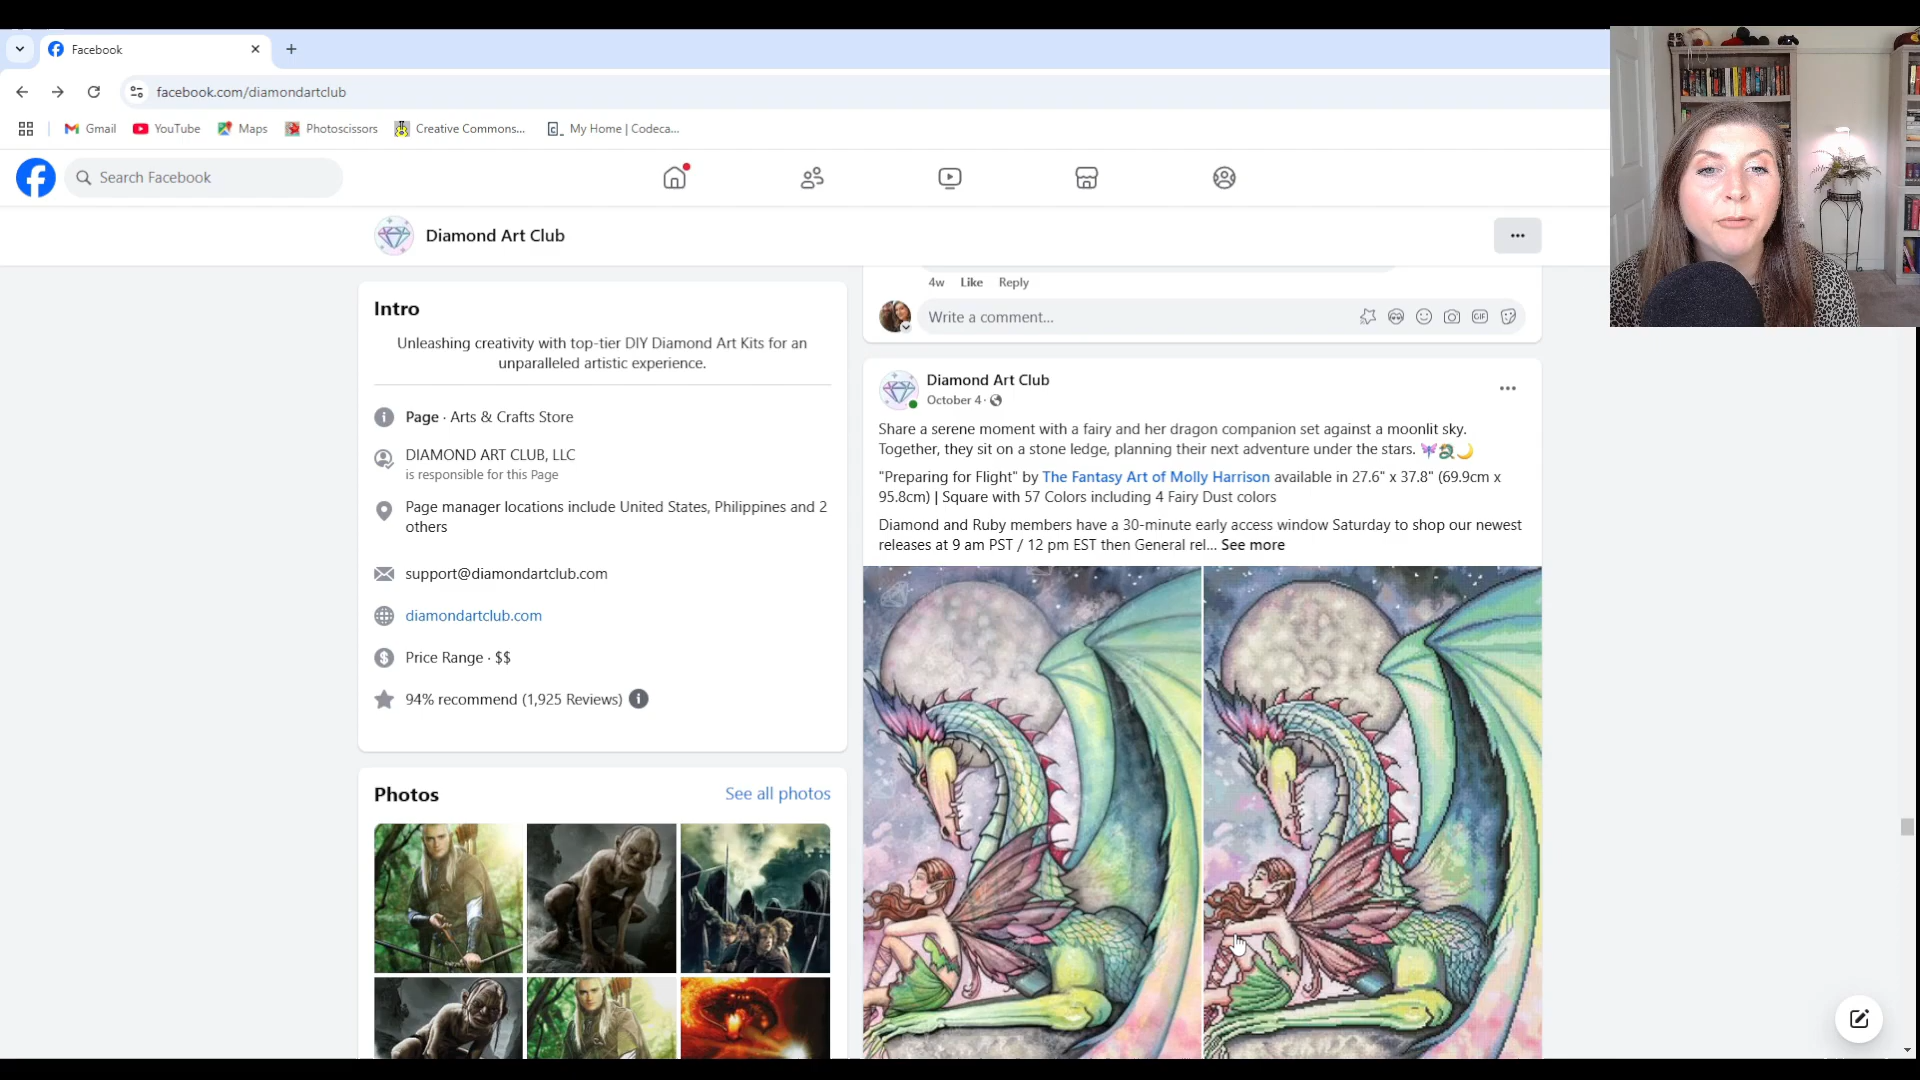 Facebook
facebook.com/diamondartclub
Gmail
YouTube
Maps
Photoscissors
Creative Commons...
My Home | Codeca...
Search Facebook
Diamond Art Club
Intro
Unleashing creativity with top-tier DIY Diamond Art Kits for an
unparalleled artistic experience.
Page · Arts & Crafts Store
DIAMOND ART CLUB, LLC
is responsible for this Page
Page manager locations include United States, Philippines and 2
others
support@diamondartclub.com
diamondartclub.com
Price Range · $$
94% recommend (1,925 Reviews)
Photos
See all photos
4w Like Reply
Write a comment...
GIF
Diamond Art Club
October 4 ·
Share a serene moment with a fairy and her dragon companion set against a moonlit sky.
Together, they sit on a stone ledge, planning their next adventure under the stars. 🧚🐉🌙
"Preparing for Flight" by The Fantasy Art of Molly Harrison available in 27.6" x 37.8" (69.9cm x
95.8cm) | Square with 57 Colors including 4 Fairy Dust colors
Diamond and Ruby members have a 30-minute early access window Saturday to shop our newest
releases at 9 am PST / 12 pm EST then General rel... See more